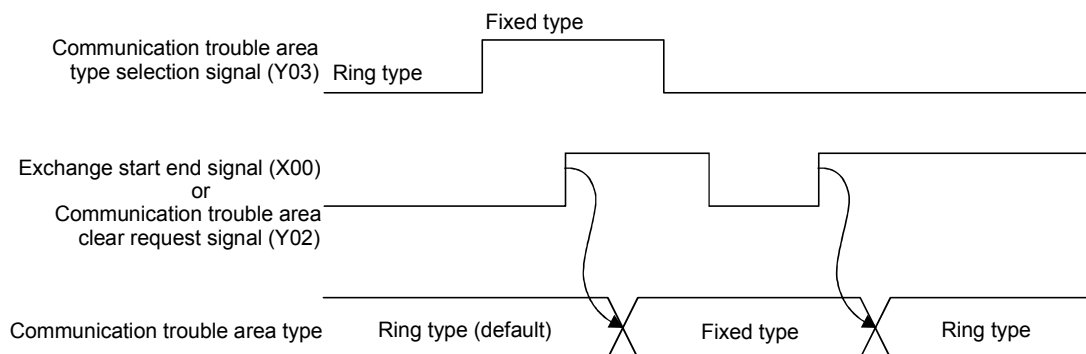 Fixed type
Communication trouble area
type selection signal (Y03)
Ring type
Exchange start end signal (X00)
or
Communication trouble area
clear request signal (Y02)
Communication trouble area type
Ring type (default)
Fixed type
Ring type